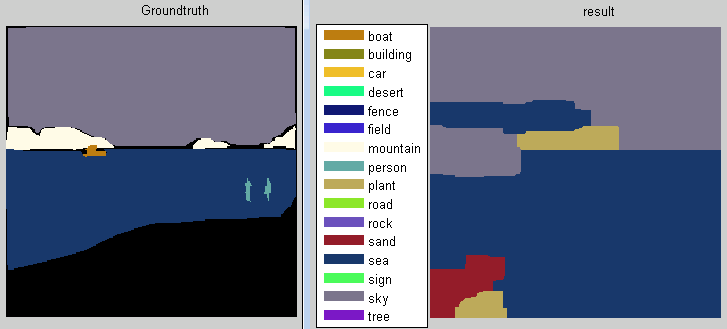 Groundtruth
result
boat
building
car
desert
fence
field
mountain
person
plant
road
rock
sand
sea
sign
sky
tree